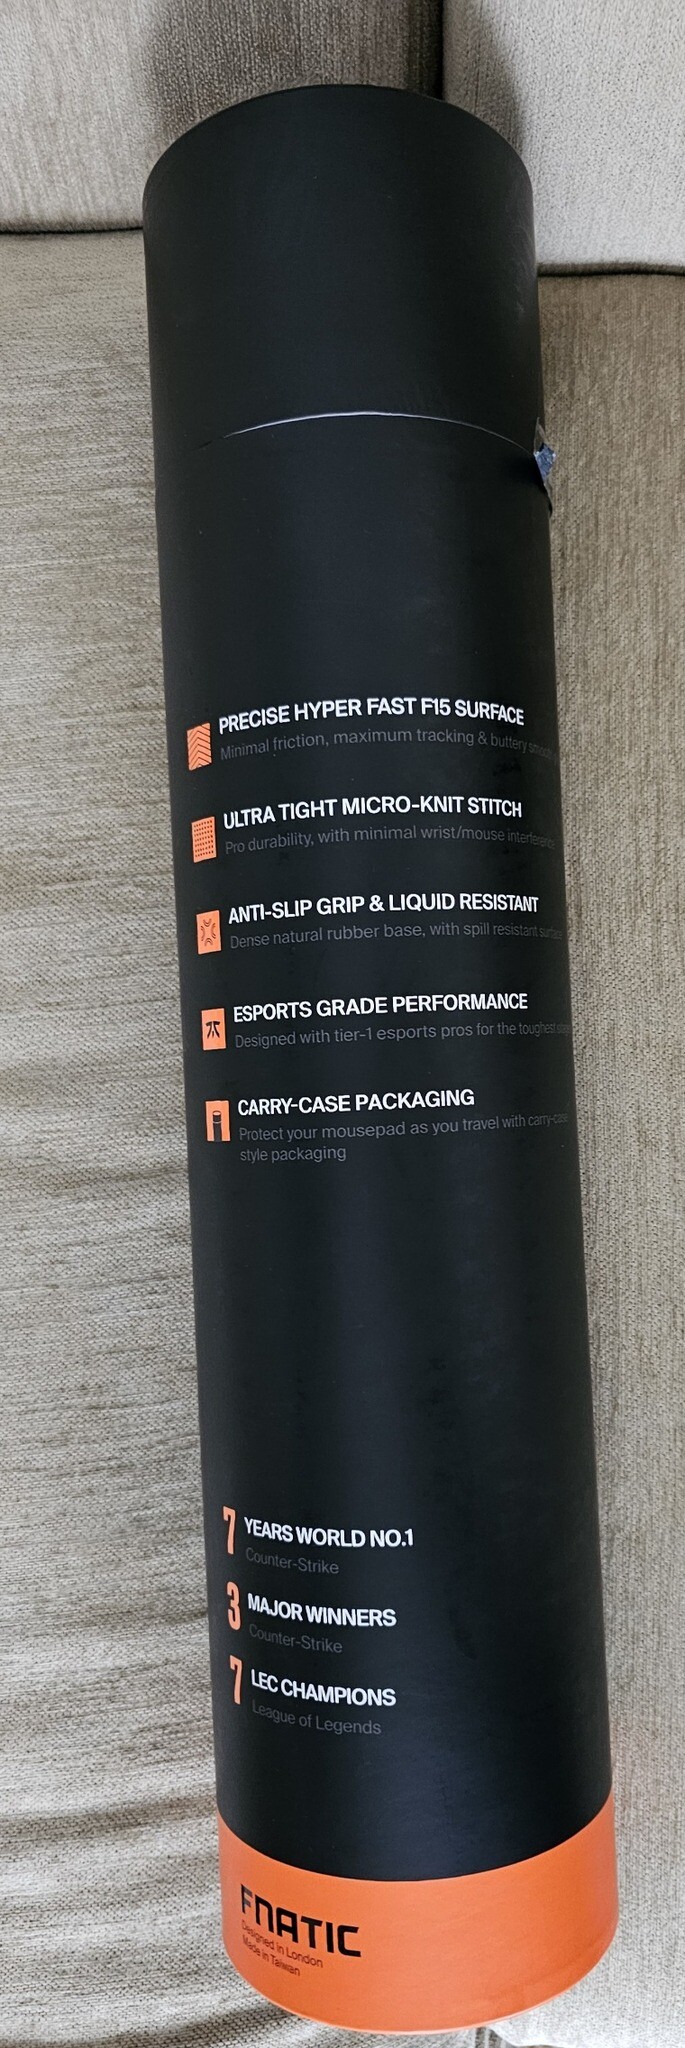 PRECISE HYPER FAST F15 SURFACE
Minimal friction, maximum tracking & buttery smooth
ULTRA TIGHT MICRO-KNIT STITCH
Pro durability, with minimal wrist/mouse interference
ANTI-SLIP GRIP & LIQUID RESISTANT
Dense natural rubber base, with spill resistant surface
ESPORTS GRADE PERFORMANCE
Designed with tier-1 esports pros for the toughest
CARRY-CASE PACKAGING
Protect your mousepad as you travel with carry-case
style packaging
7 YEARS WORLD NO.1
Counter-Strike
3 MAJOR WINNERS
Counter-Strike
7 LEC CHAMPIONS
League of Legends
FNATIC
Designed in London
Made in Taiwan